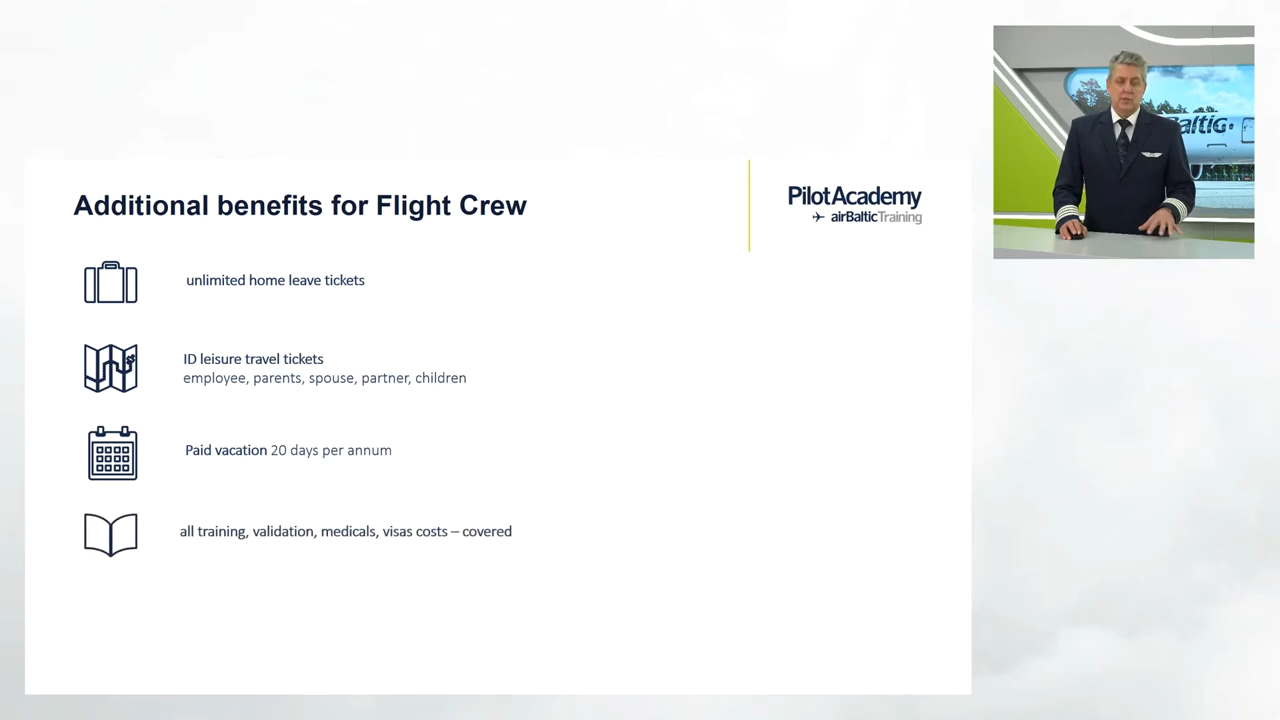 Additional benefits for Flight Crew
PilotAcademy
airBalticTraining
unlimited home leave tickets
ID leisure travel tickets
employee, parents, spouse, partner, children
Paid vacation 20 days per annum
all training, validation, medicals, visas costs – covered
Baltic